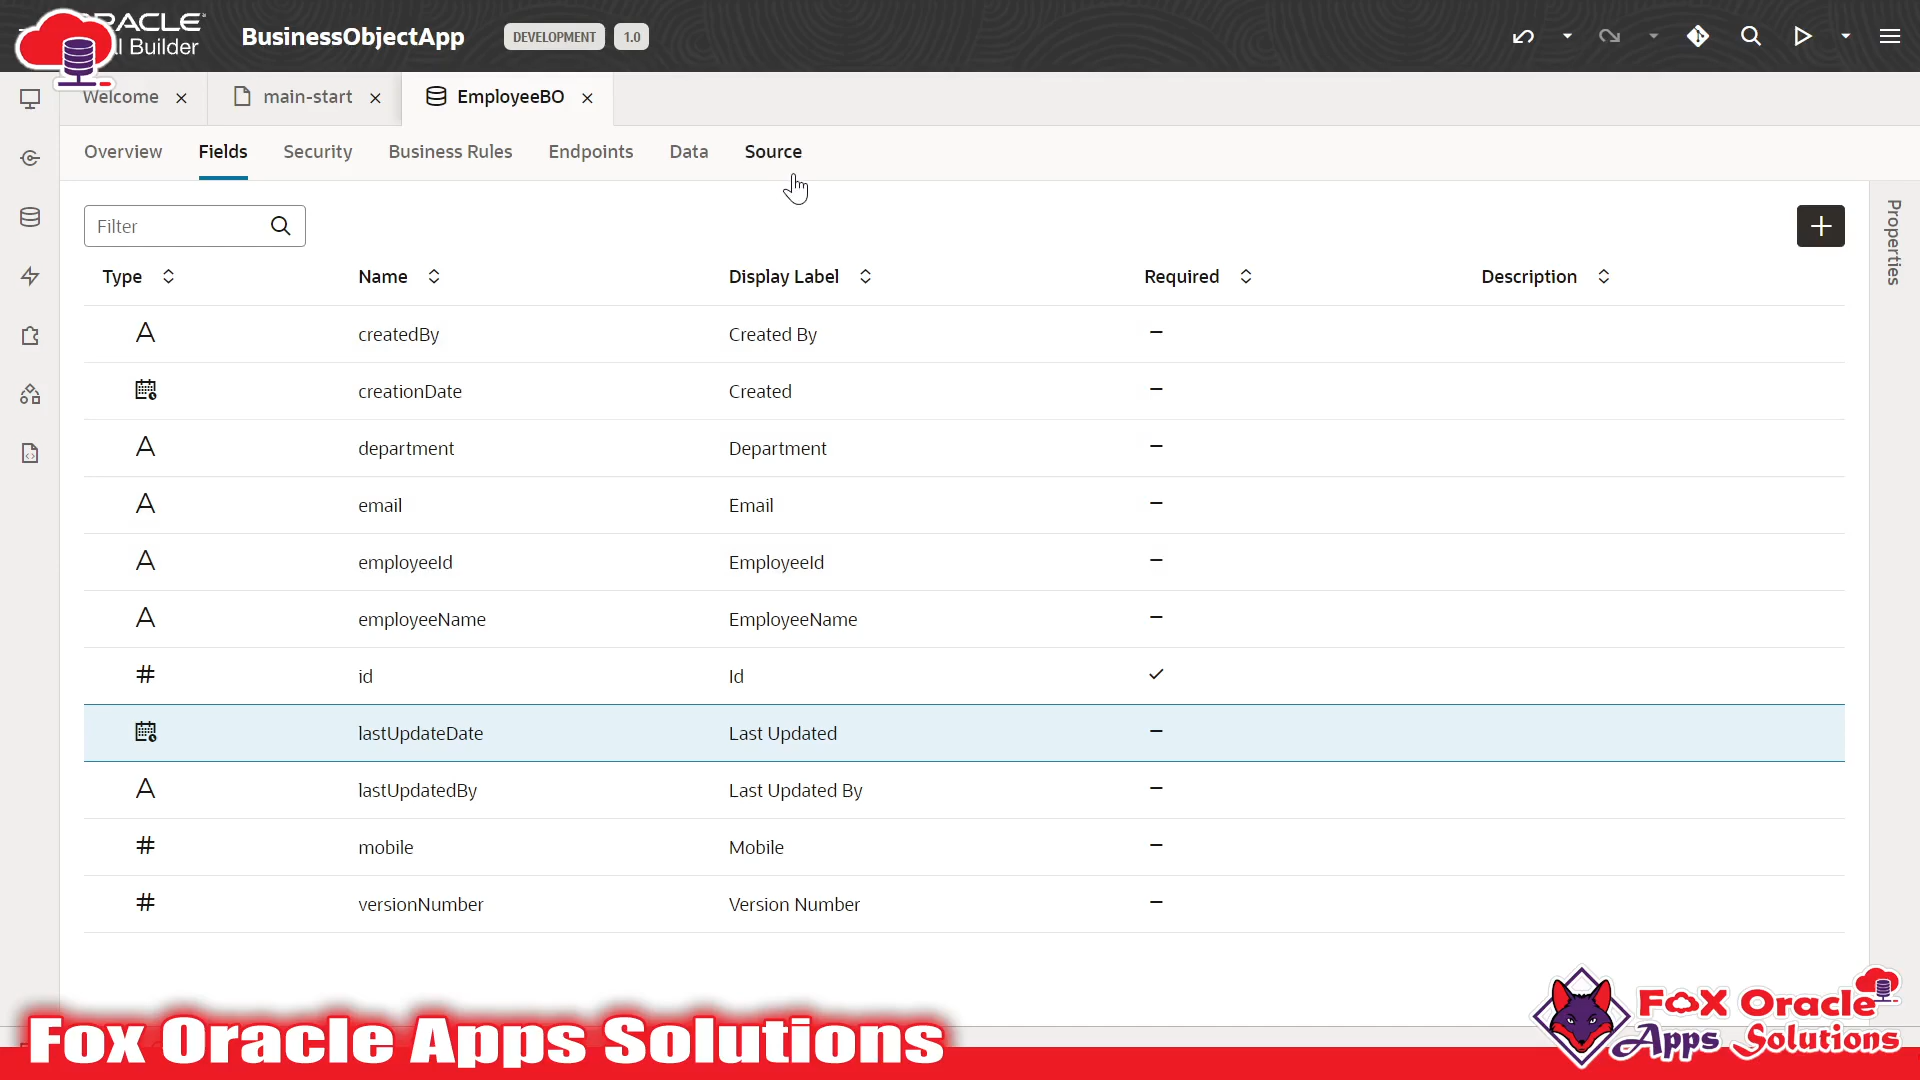 RACLE
l Builder
BusinessObjectApp
DEVELOPMENT
1.0
Welcome
main-start
EmployeeBO
Overview
Fields
Security
Business Rules
Endpoints
Data
Source
Filter
Properties
Type
Name
Display Label
Required
Description
createdBy
Created By
creationDate
Created
department
Department
email
Email
employeeId
EmployeeId
employeeName
EmployeeName
id
Id
lastUpdateDate
Last Updated
lastUpdatedBy
Last Updated By
mobile
Mobile
versionNumber
Version Number
Fox Oracle Apps Solutions
FoX Oracle
Apps Solutions